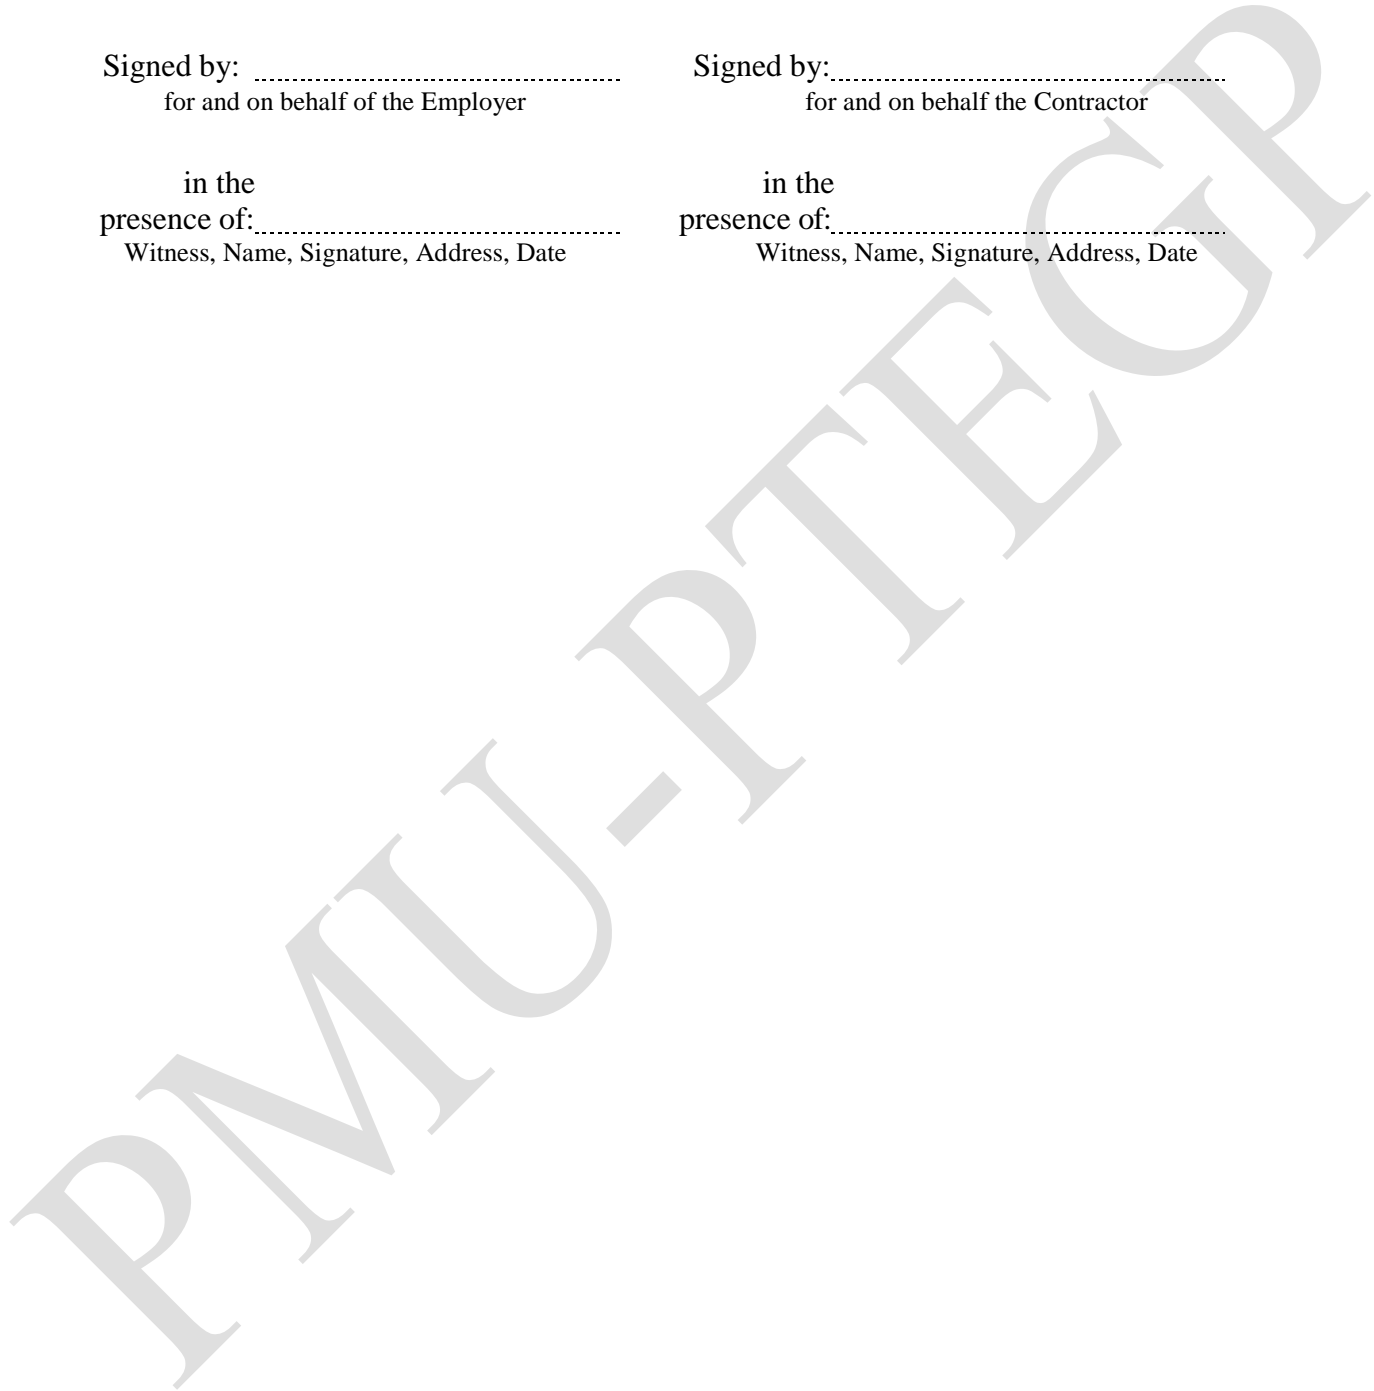 Signed by:
for and on behalf of the Employer
in the
presence of:
Witness, Name, Signature, Address, Date
Signed by:
for and on behalf the Contractor
in the
presence of:
Witness, Name, Signature, Address, Date
PMU-PTEGP